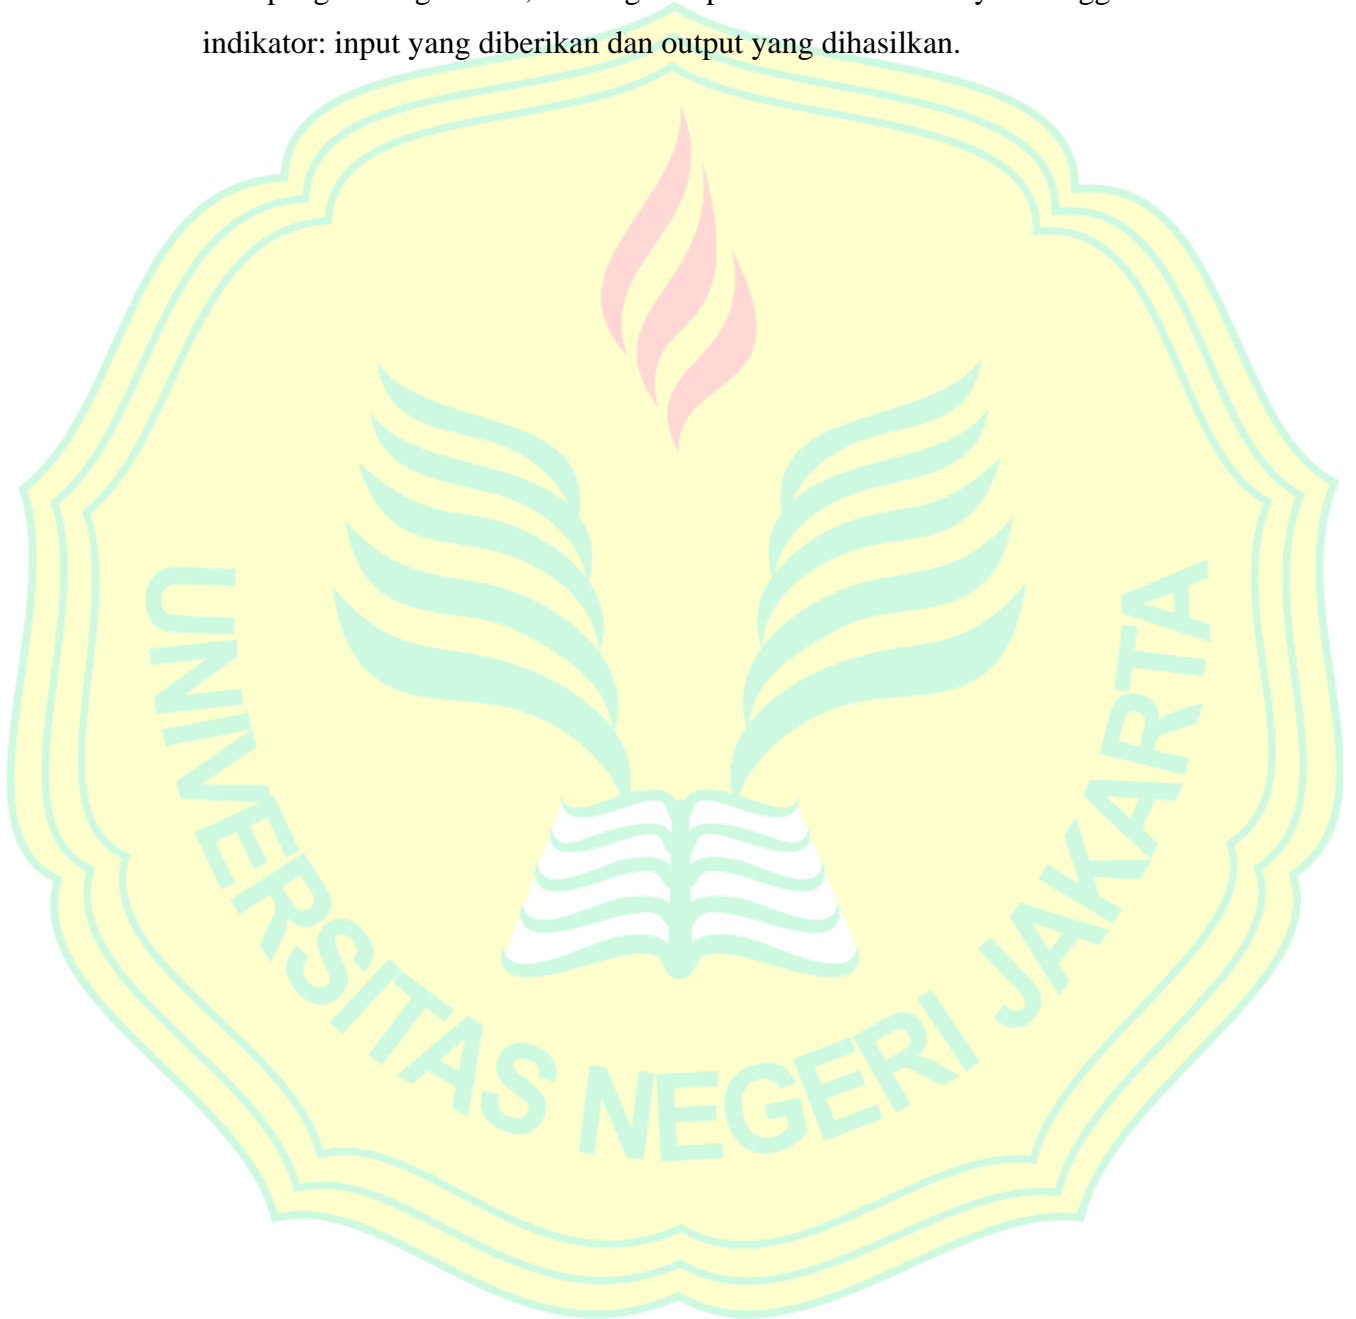 indikator: input yang diberikan dan output yang dihasilkan.
UNIVERSITAS NEGERI JAKARTA